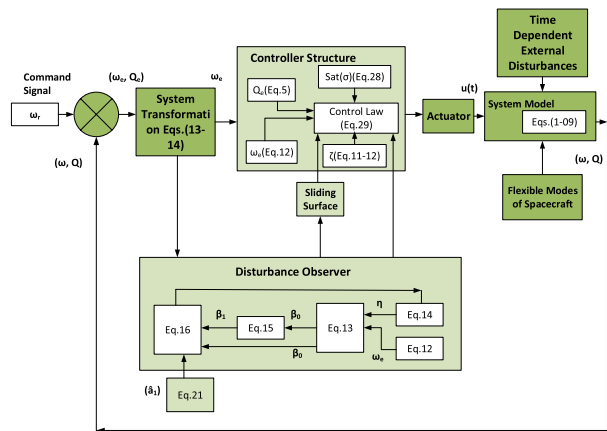 Command
Signal
ωr
(ωe, Qe)
(ω, Q)
System
Transformati
on Eqs.(13-
14)
ωe
Controller Structure
Sat(σ)(Eq.28)
Qe(Eq.5)
Control Law
(Eq.29)
ωe(Eq.12)
ζ(Eq.11-12)
Actuator
u(t)
Time
Dependent
External
Disturbances
System Model
Eqs.(1-09)
(ω, Q)
Flexible Modes
of Spacecraft
Sliding
Surface
Disturbance Observer
Eq.16
β1
Eq.15
β0
β0
Eq.13
η
Eq.14
ωe
Eq.12
(â1)
Eq.21